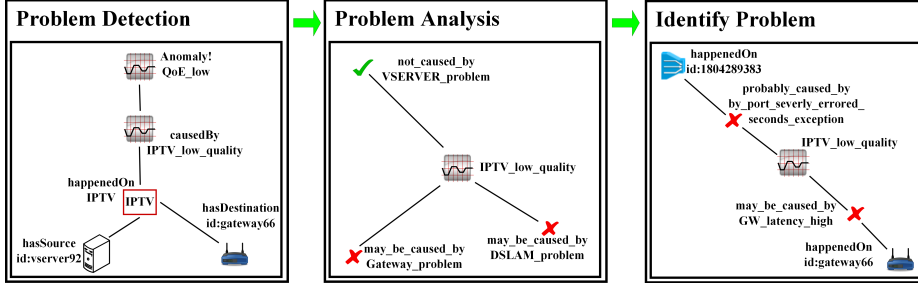 Problem Detection
Anomaly!
QoE_low
causedBy
IPTV_low_quality
happenedOn
IPTV
IPTV
hasDestination
id:gateway66
hasSource
id:vserver92
Problem Analysis
not_caused_by
VSERVER_problem
IPTV_low_quality
may_be_caused_by
Gateway_problem
may_be_caused_by
DSLAM_problem
Identify Problem
happenedOn
id:1804289383
probably_caused_by
by_port_severly_errored_
seconds_exception
IPTV_low_quality
may_be_caused_by
GW_latency_high
happenedOn
id:gateway66